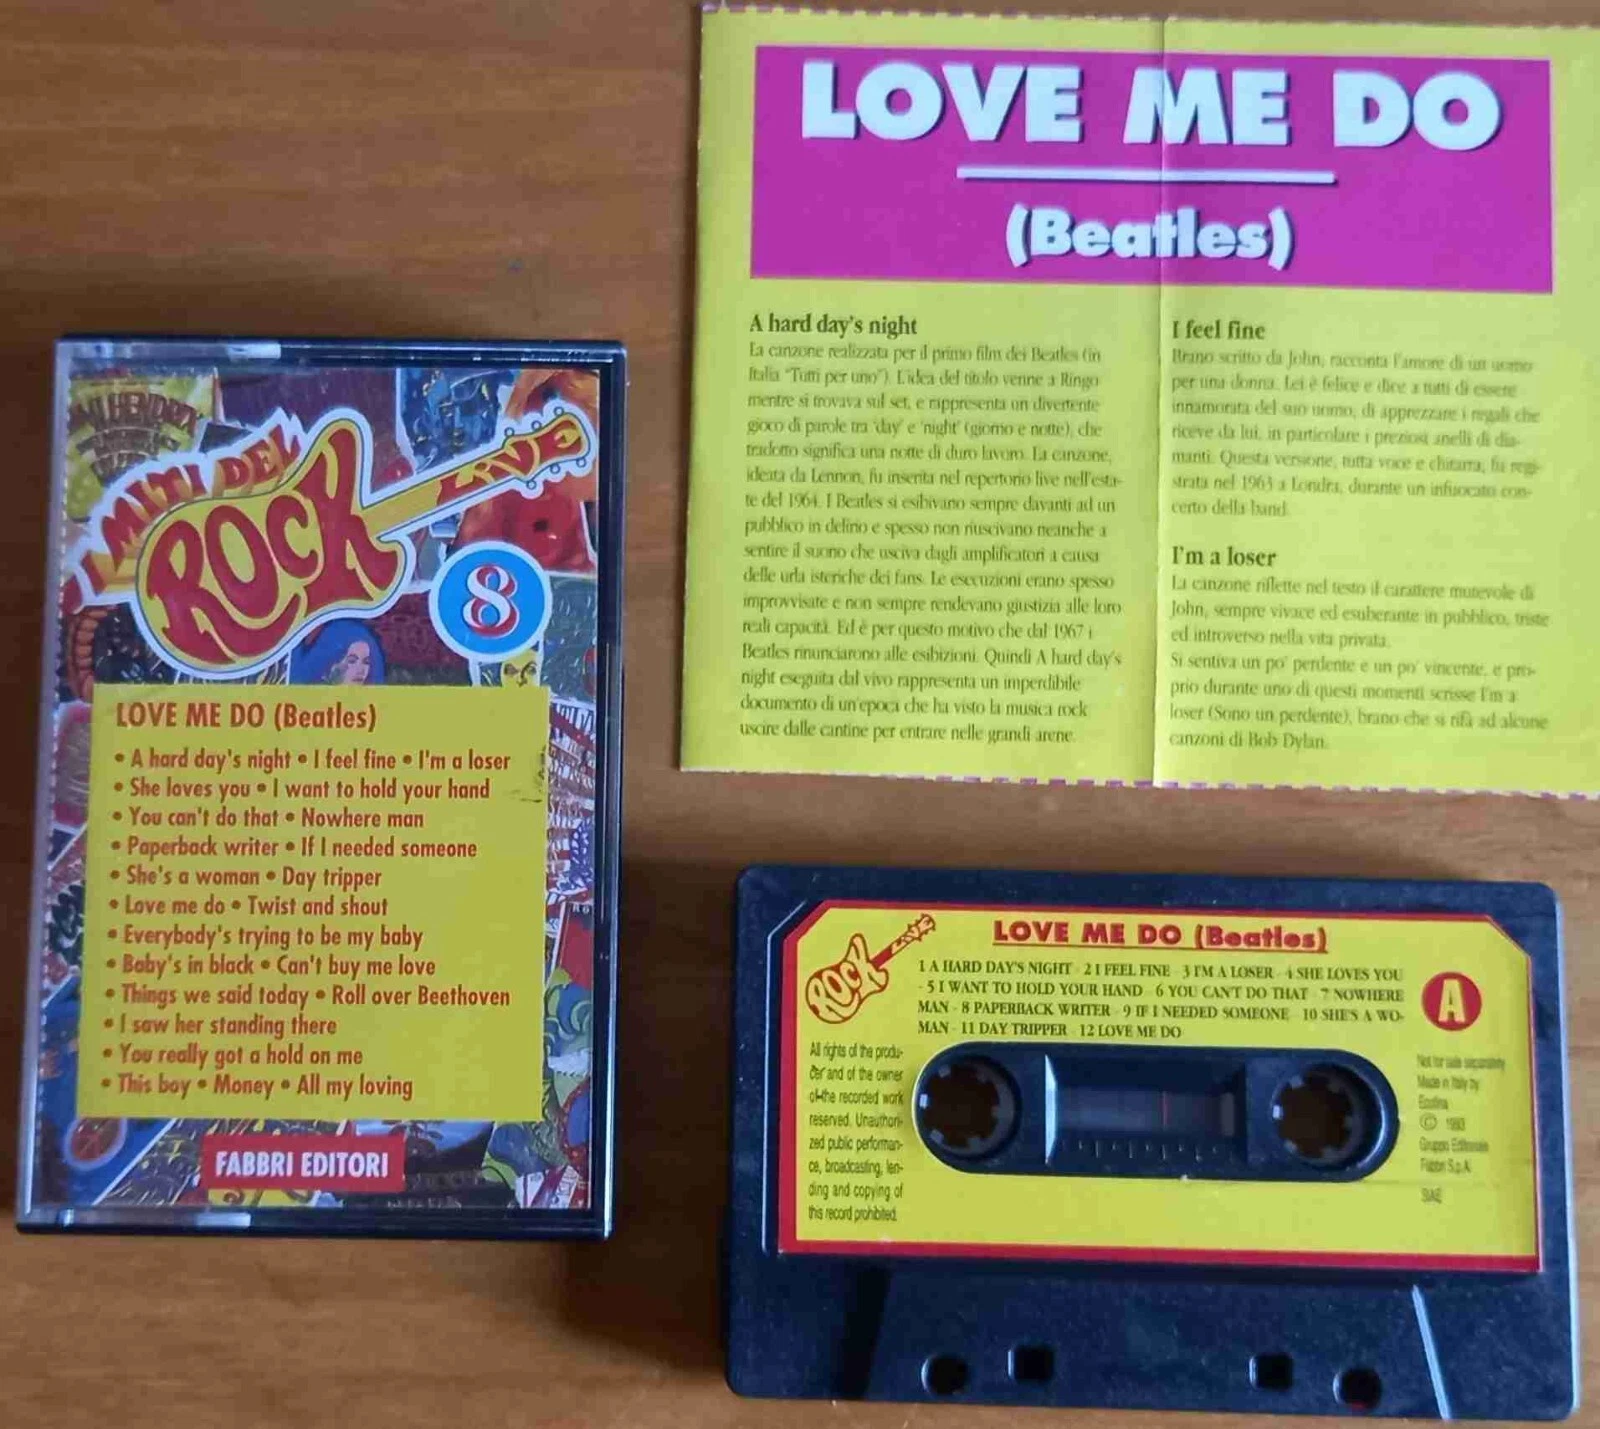 I MITI DEL
ROCK
LIVE
8
LOVE ME DO (Beatles)
• A hard day's night • I feel fine • I'm a loser
• She loves you • I want to hold your hand
• You can't do that • Nowhere man
• Paperback writer • If I needed someone
• She's a woman • Day tripper
• Love me do • Twist and shout
• Everybody's trying to be my baby
• Baby's in black • Can't buy me love
• Things we said today • Roll over Beethoven
• I saw her standing there
• You really got a hold on me
• This boy • Money • All my loving
FABBRI EDITORI
LOVE ME DO
(Beatles)
A hard day's night
La canzone realizzata per il primo film dei Beatles (in
Italia "Tutti per uno"). L'idea del titolo venne a Ringo
mentre si trovava sul set, e rappresenta un divertente
gioco di parole tra 'day' e 'night' (giorno e notte), che
tradotto significa una notte di duro lavoro. La canzone,
ideata da Lennon, fu inserita nel repertorio live nell'esta-
te del 1964. I Beatles si esibivano sempre davanti ad un
pubblico in delirio e spesso non riuscivano neanche a
sentire il suono che usciva dagli amplificatori a causa
delle urla isteriche dei fans. Le esecuzioni erano spesso
improvvisate e non sempre rendevano giustizia alle loro
reali capacità. Ed è per questo motivo che dal 1967 i
Beatles rinunciarono alle esibizioni. Quindi A hard day's
night eseguita dal vivo rappresenta un imperdibile
documento di un'epoca che ha visto la musica rock
uscire dalle cantine per entrare nelle grandi arene.
I feel fine
Brano scritto da John, racconta l'amore di un uomo
per una donna. Lei è felice e dice a tutti di essere
innamorata del suo uomo, di apprezzare i regali che
riceve da lui, in particolare i preziosi anelli di dia-
manti. Questa versione, tutta voce e chitarra, fu regi-
strata nel 1963 a Londra, durante un infuocato con-
certo della band.
I'm a loser
La canzone riflette nel testo il carattere mutevole di
John, sempre vivace ed esuberante in pubblico, triste
ed introverso nella vita privata.
Si sentiva un po' perdente e un po' vincente, e pro-
prio durante uno di questi momenti scrisse I'm a
loser (Sono un perdente), brano che si rifà ad alcune
canzoni di Bob Dylan.
ROCK
LIVE
LOVE ME DO (Beatles)
1 A HARD DAY'S NIGHT - 2 I FEEL FINE - 3 I'M A LOSER - 4 SHE LOVES YOU
- 5 I WANT TO HOLD YOUR HAND - 6 YOU CAN'T DO THAT - 7 NOWHERE
MAN - 8 PAPERBACK WRITER - 9 IF I NEEDED SOMEONE - 10 SHE'S A WO-
MAN - 11 DAY TRIPPER - 12 LOVE ME DO
A
All rights of the produ-
cer and of the owner
of the recorded work
reserved. Unauthori-
zed public performan-
ce, broadcasting, len-
ding and copying of
this record prohibited.
Not for sale separately
Made in Italy by
Ecofina
© 1993
Gruppo Editoriale
Fabbri S.p.A.
SIAE